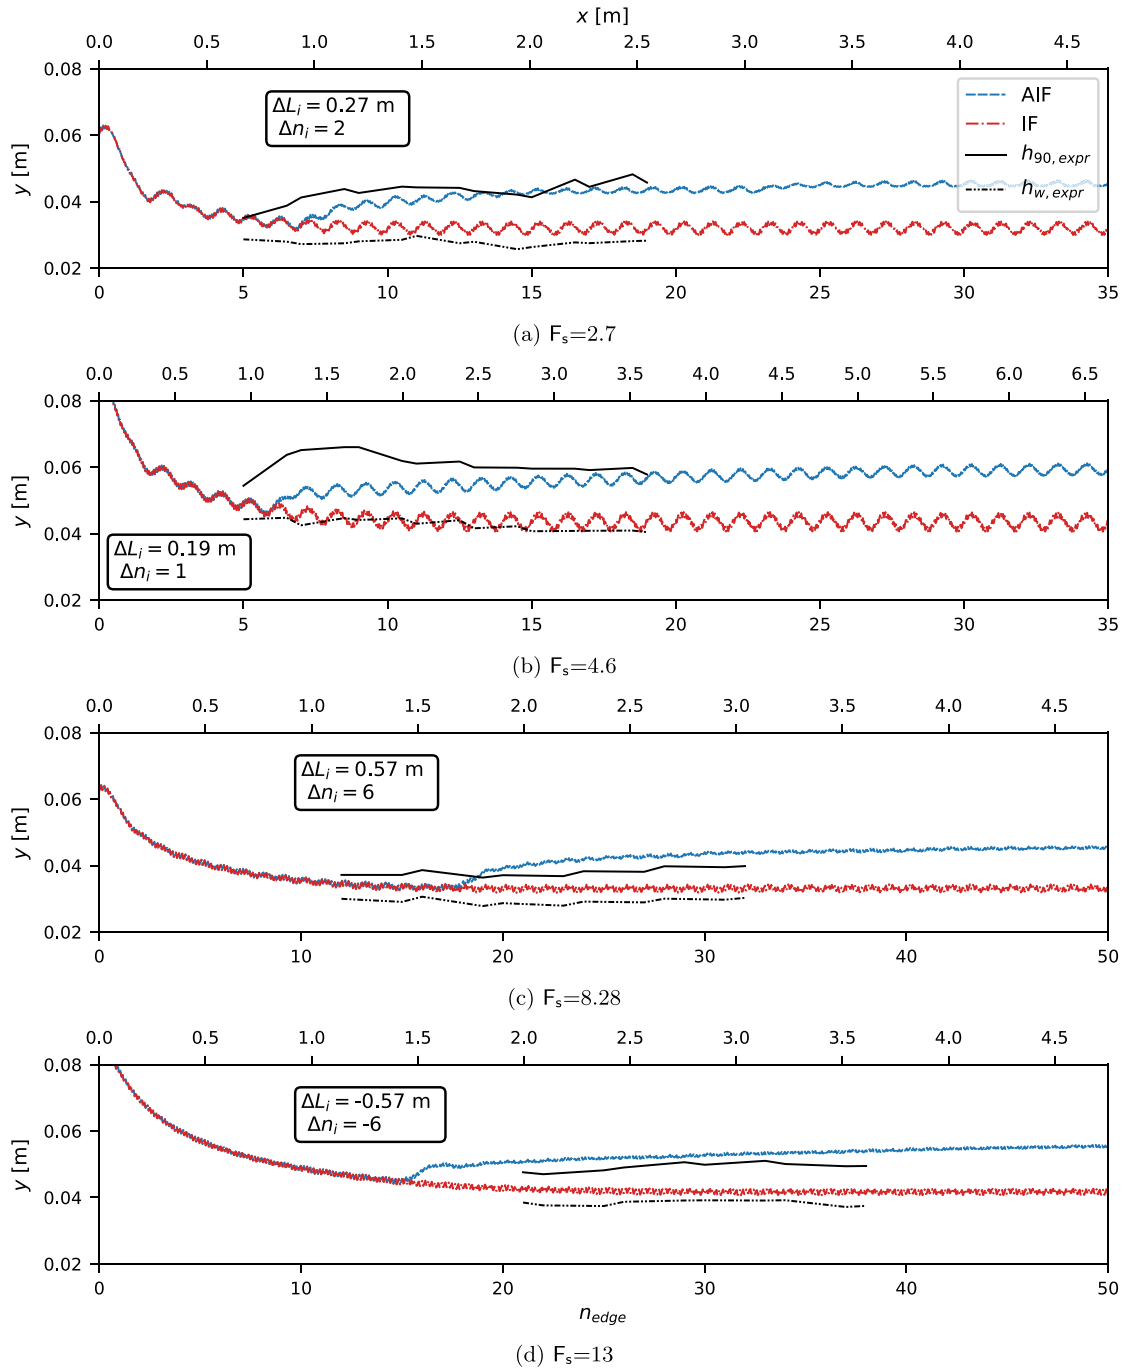 x [m]
0.0 0.5 1.0 1.5 2.0 2.5 3.0 3.5 4.0 4.5
0.08
0.06
0.04
0.02
y [m]
ΔL_i = 0.27 m
Δn_i = 2
AIF
IF
h_{90,expr}
h_{w,expr}
0 5 10 15 20 25 30 35
(a) F_s=2.7
0.0 0.5 1.0 1.5 2.0 2.5 3.0 3.5 4.0 4.5 5.0 5.5 6.0 6.5
0.08
0.06
0.04
0.02
y [m]
ΔL_i = 0.19 m
Δn_i = 1
0 5 10 15 20 25 30 35
(b) F_s=4.6
0.0 0.5 1.0 1.5 2.0 2.5 3.0 3.5 4.0 4.5
0.08
0.06
0.04
0.02
y [m]
ΔL_i = 0.57 m
Δn_i = 6
0 10 20 30 40 50
(c) F_s=8.28
0.0 0.5 1.0 1.5 2.0 2.5 3.0 3.5 4.0 4.5
0.08
0.06
0.04
0.02
y [m]
ΔL_i = -0.57 m
Δn_i = -6
0 10 20 30 40 50
n_{edge}
(d) F_s=13